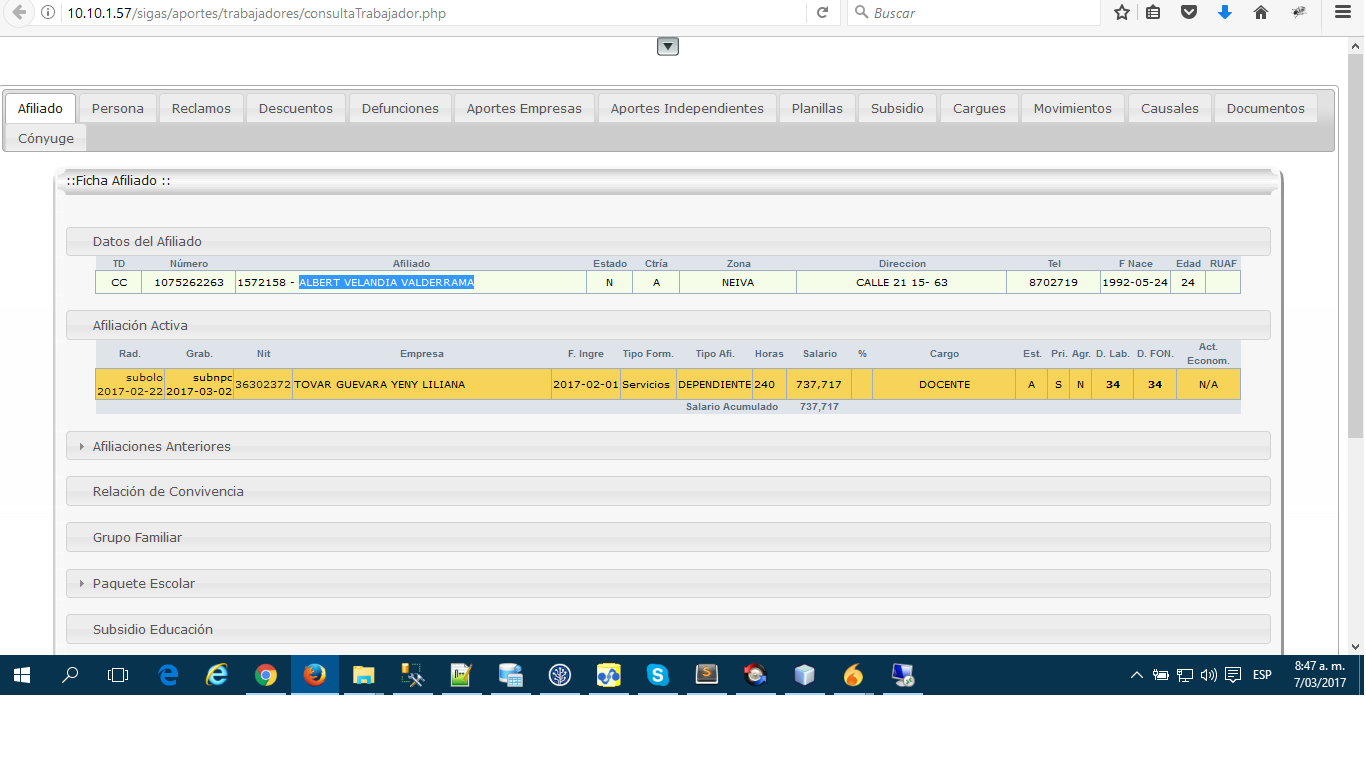 10.10.1.57/sigas/aportes/trabajadores/consultaTrabajador.php Buscar
Afiliado Persona Reclamos Descuentos Defunciones Aportes Empresas Aportes Independientes Planillas Subsidio Cargues Movimientos Causales Documentos
Cónyuge
::Ficha Afiliado ::
Datos del Afiliado
TD Número Afiliado Estado Ctría Zona Direccion Tel F Nace Edad RUAF
CC 1075262263 1572158 - ALBERT VELANDIA VALDERRAMA N A NEIVA CALLE 21 15- 63 8702719 1992-05-24 24
Afiliación Activa
Rad. Grab. Nit Empresa F. Ingre Tipo Form. Tipo Afi. Horas Salario % Cargo Est. Pri. Agr. D. Lab. D. FON. Act. Econom.
subolo 2017-02-22 subnpc 2017-03-02 36302372 TOVAR GUEVARA YENY LILIANA 2017-02-01 Servicios DEPENDIENTE 240 737,717 DOCENTE A S N 34 34 N/A
Salario Acumulado 737,717
Afiliaciones Anteriores
Relación de Convivencia
Grupo Familiar
Paquete Escolar
Subsidio Educación
ESP 8:47 a. m.
7/03/2017